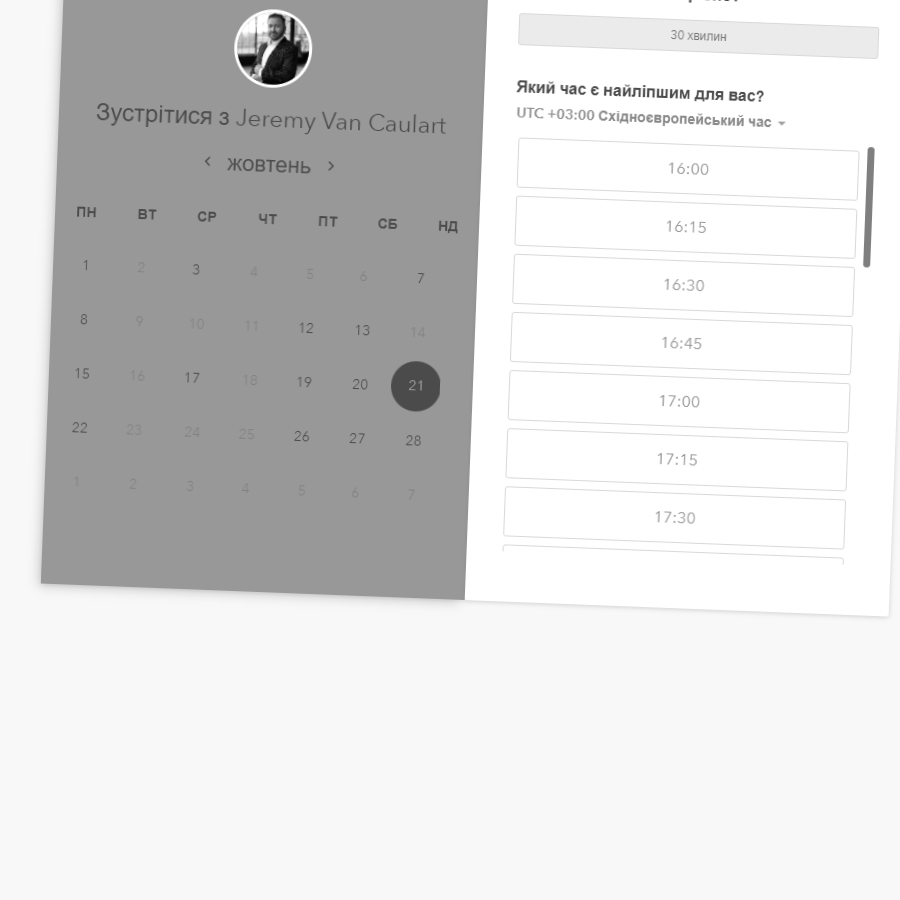 Зустрітися з Jeremy Van Caulart
жовтень
ПН ВТ СР ЧТ ПТ СБ НД
1 2 3 4 5 6 7
8 9 10 11 12 13 14
15 16 17 18 19 20 21
22 23 24 25 26 27 28
1 2 3 4 5 6 7
30 хвилин
Який час є найліпшим для вас?
UTC +03:00 Східноєвропейський час
16:00
16:15
16:30
16:45
17:00
17:15
17:30